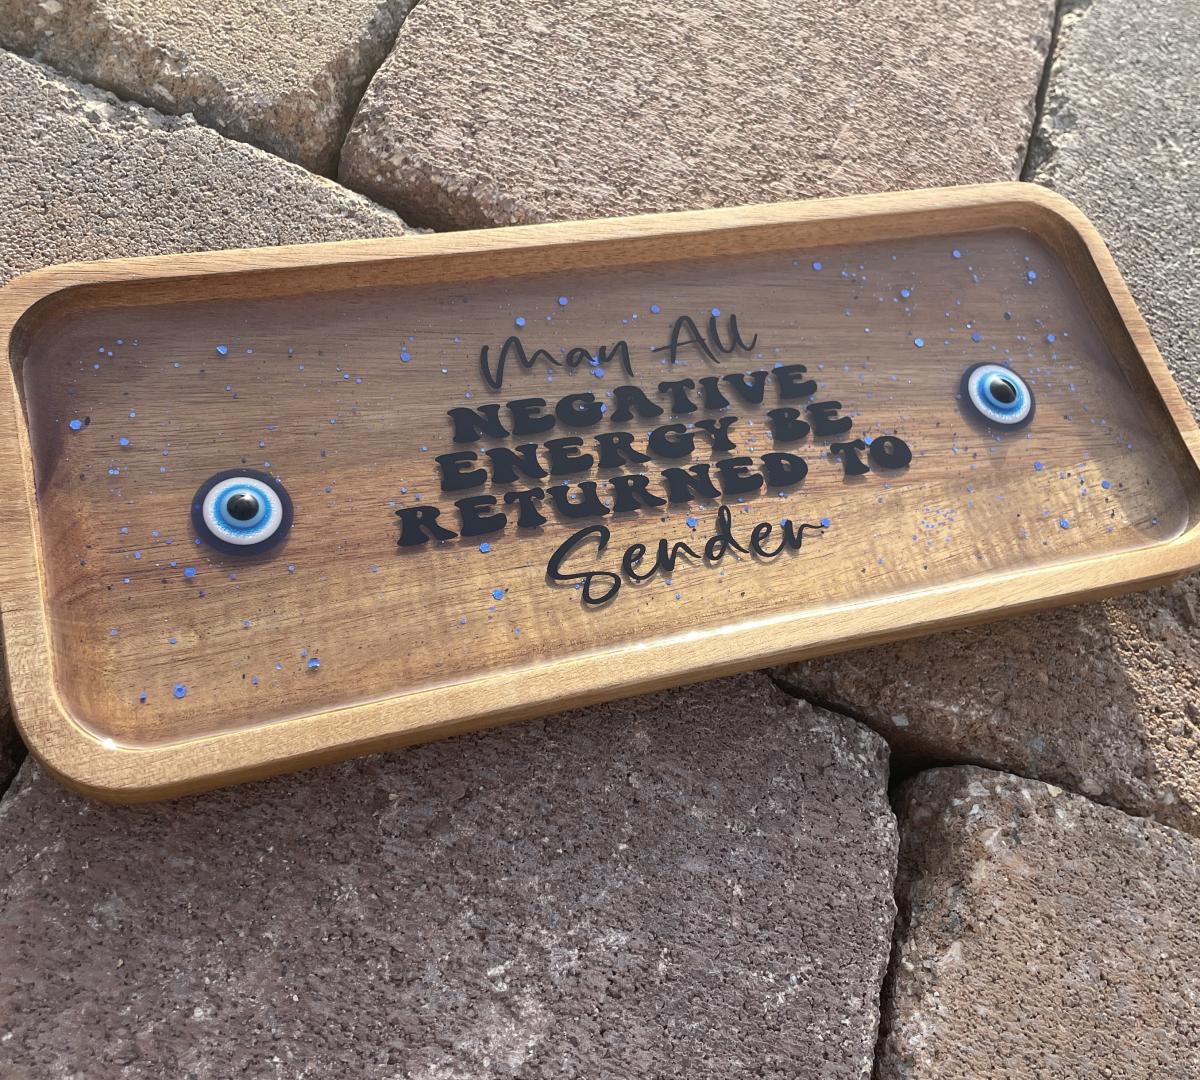 May All
NEGATIVE
ENERGY BE
RETURNED TO
Sender